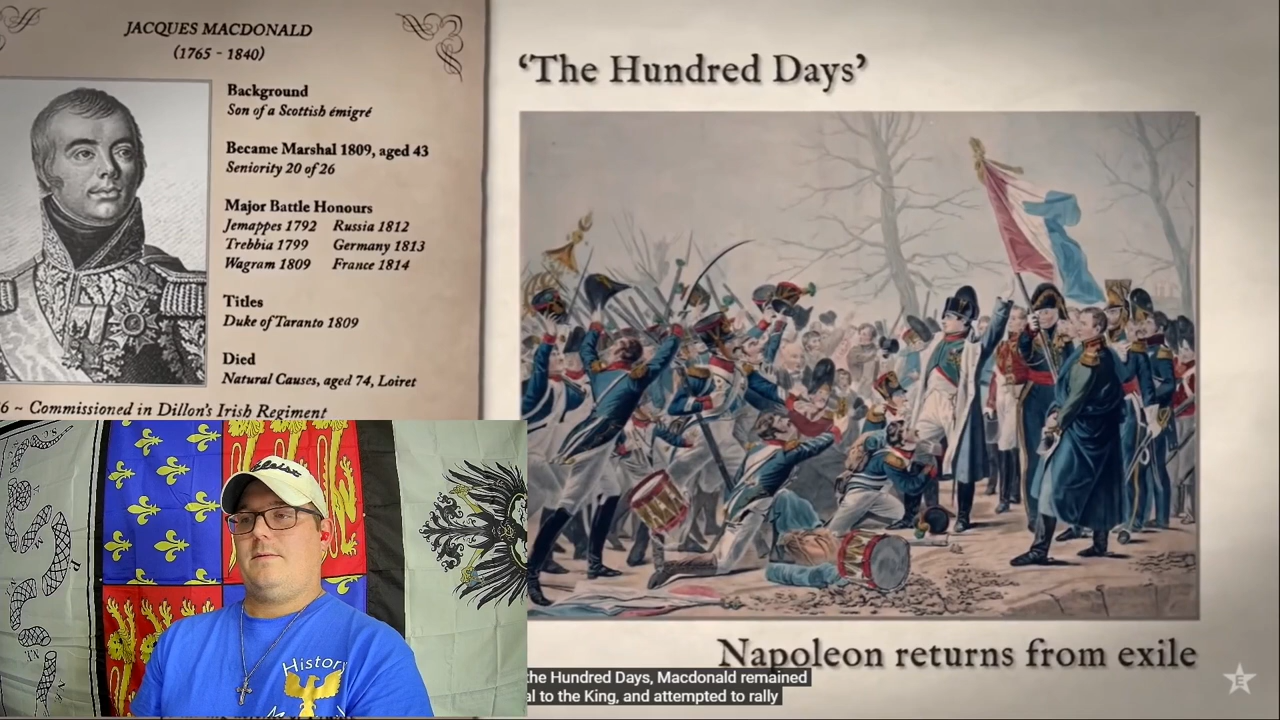 JACQUES MACDONALD
(1765 - 1840)
Background
Son of a Scottish émigré
Became Marshal 1809, aged 43
Seniority 20 of 26
Major Battle Honours
Jemappes 1792 Russia 1812
Trebbia 1799 Germany 1813
Wagram 1809 France 1814
Titles
Duke of Taranto 1809
Died
Natural Causes, aged 74, Loiret
6 ~ Commissioned in Dillon's Irish Regiment
‘The Hundred Days’
Napoleon returns from exile
the Hundred Days, Macdonald remained
al to the King, and attempted to rally
Titleist
History
E